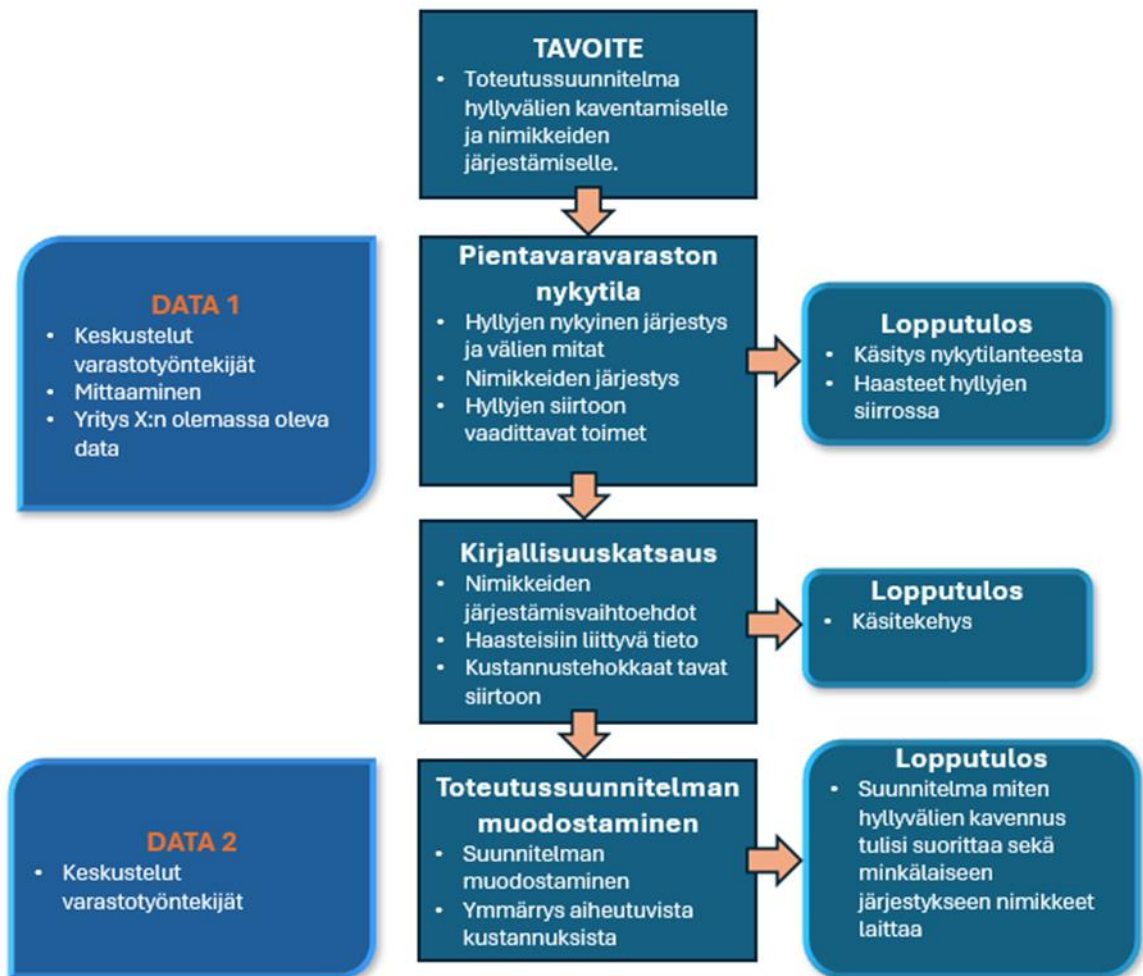 TAVOITE
• Toteutussuunnitelma
hyllyvälien kaventamiselle
ja nimikkeiden
järjestämiselle.
DATA 1
• Keskustelut
varastotyöntekijät
• Mittaaminen
• Yritys X:n olemassa oleva
data
Pientavaravaraston
nykytila
• Hyllyjen nykyinen järjestys
ja välien mitat
• Nimikkeiden järjestys
• Hyllyjen siirtoon
vaadittavat toimet
Lopputulos
• Käsitys nykytilanteesta
• Haasteet hyllyjen
siirrossa
Kirjallisuuskatsaus
• Nimikkeiden
järjestämisvaihtoehdot
• Haasteisiin liittyvä tieto
• Kustannustehokkaat tavat
siirtoon
Lopputulos
• Käsitekehys
DATA 2
• Keskustelut
varastotyöntekijät
Toteutussuunnitelman
muodostaminen
• Suunnitelman
muodostaminen
• Ymmärrys aiheutuvista
kustannuksista
Lopputulos
• Suunnitelma miten
hyllyvälien kavennus
tulisi suorittaa sekä
minkälaiseen
järjestykseen nimikkeet
laittaa